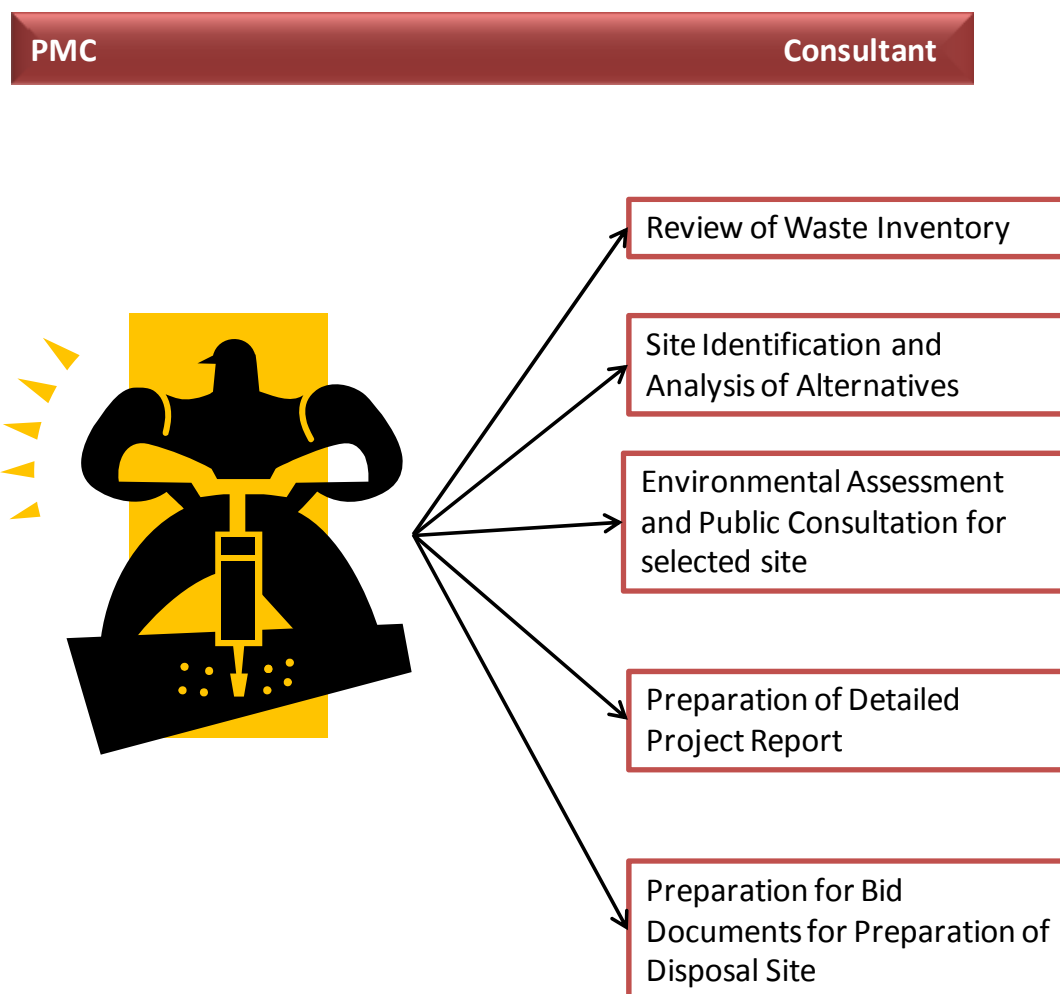 PMC Consultant
Review of Waste Inventory
Site Identification and
Analysis of Alternatives
Environmental Assessment
and Public Consultation for
selected site
Preparation of Detailed
Project Report
Preparation for Bid
Documents for Preparation of
Disposal Site